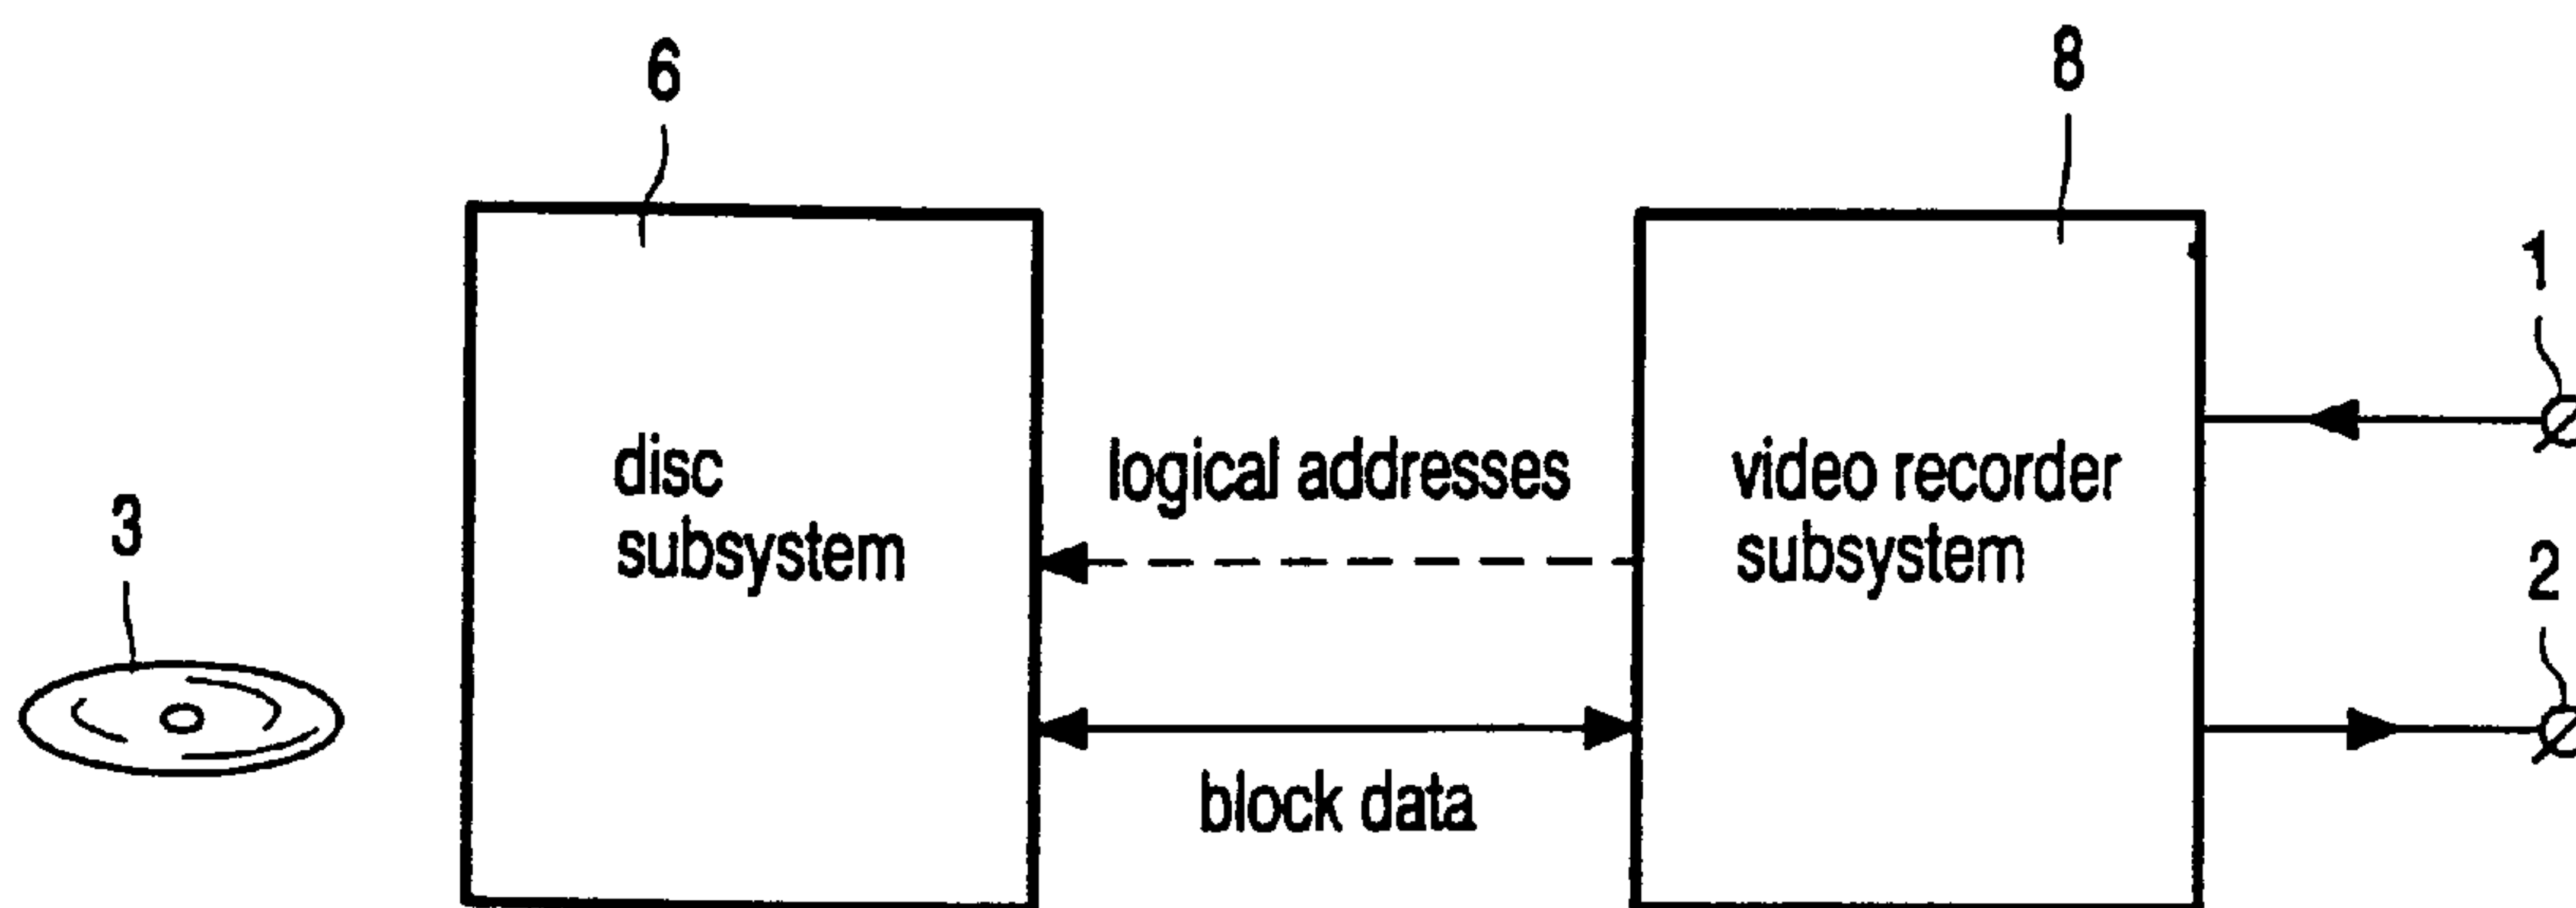 6
8
1
disc
subsystem
logical addresses
video recorder
subsystem
3
2
block data